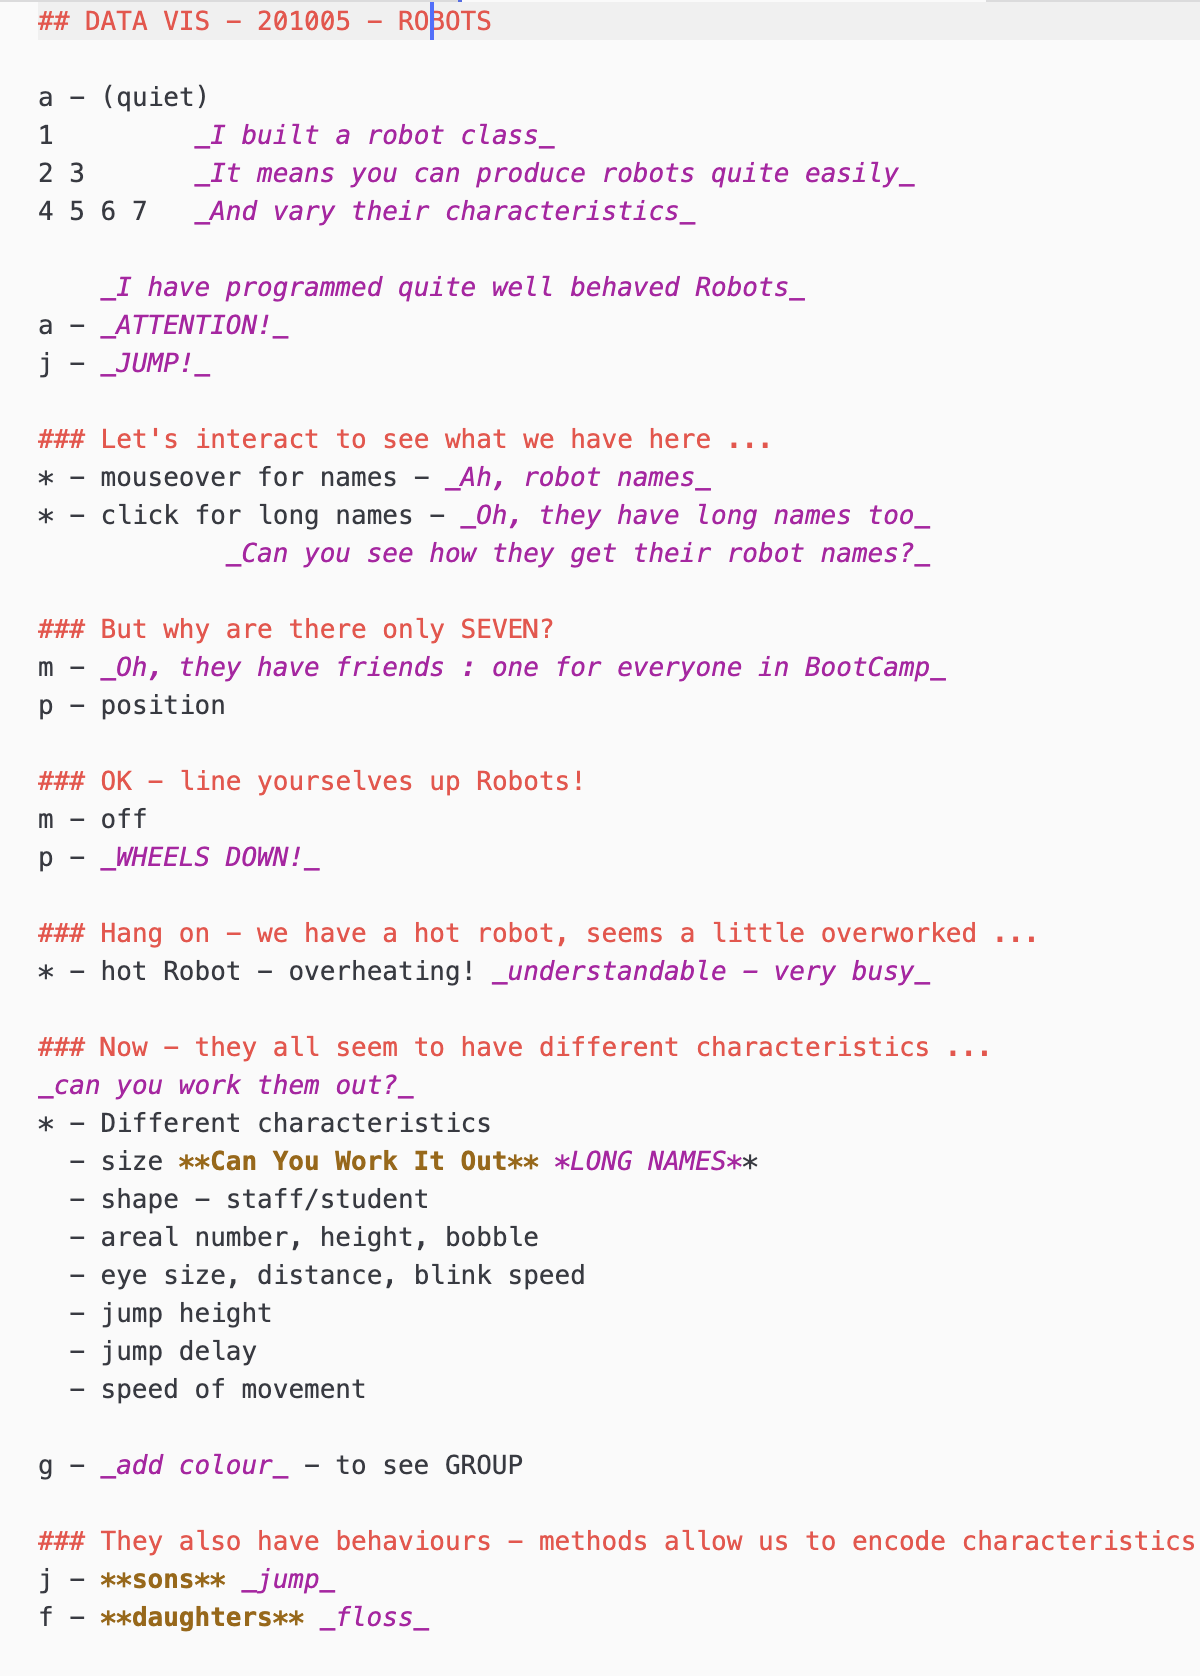 ## DATA VIS – 201005 – ROBOTS
a – (quiet)
1 _I built a robot class_
2 3 _It means you can produce robots quite easily_
4 5 6 7 _And vary their characteristics_
_I have programmed quite well behaved Robots_
a – _ATTENTION!_
j – _JUMP!_
### Let's interact to see what we have here ...
* – mouseover for names – _Ah, robot names_
* – click for long names – _Oh, they have long names too_
_Can you see how they get their robot names?_
### But why are there only SEVEN?
m – _Oh, they have friends : one for everyone in BootCamp_
p – position
### OK – line yourselves up Robots!
m – off
p – _WHEELS DOWN!_
### Hang on – we have a hot robot, seems a little overworked ...
* – hot Robot – overheating! _understandable – very busy_
### Now – they all seem to have different characteristics ...
_can you work them out?_
* – Different characteristics
– size **Can You Work It Out** *LONG NAMES**
– shape – staff/student
– areal number, height, bobble
– eye size, distance, blink speed
– jump height
– jump delay
– speed of movement
g – _add colour_ – to see GROUP
### They also have behaviours – methods allow us to encode characteristics
j – **sons** _jump_
f – **daughters** _floss_